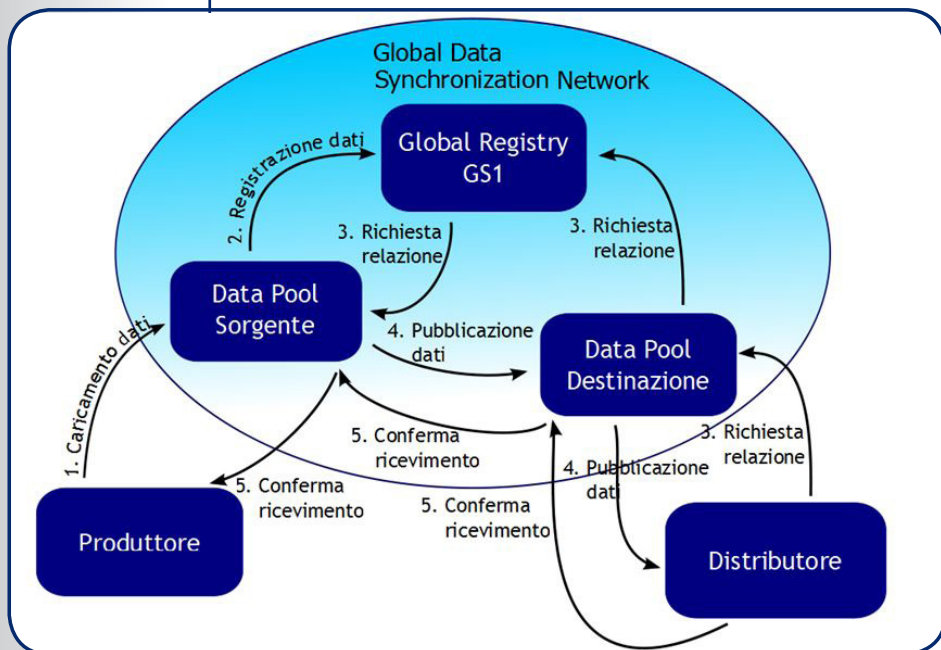 Global Data
Synchronization Network
Global Registry
GS1
2. Registrazione dati
3. Richiesta
relazione
3. Richiesta
relazione
Data Pool
Sorgente
4. Pubblicazione
dati
Data Pool
Destinazione
1. Caricamento dati
5. Conferma
ricevimento
3. Richiesta
relazione
4. Pubblicazione
dati
5. Conferma
ricevimento
5. Conferma
ricevimento
Produttore
Distributore